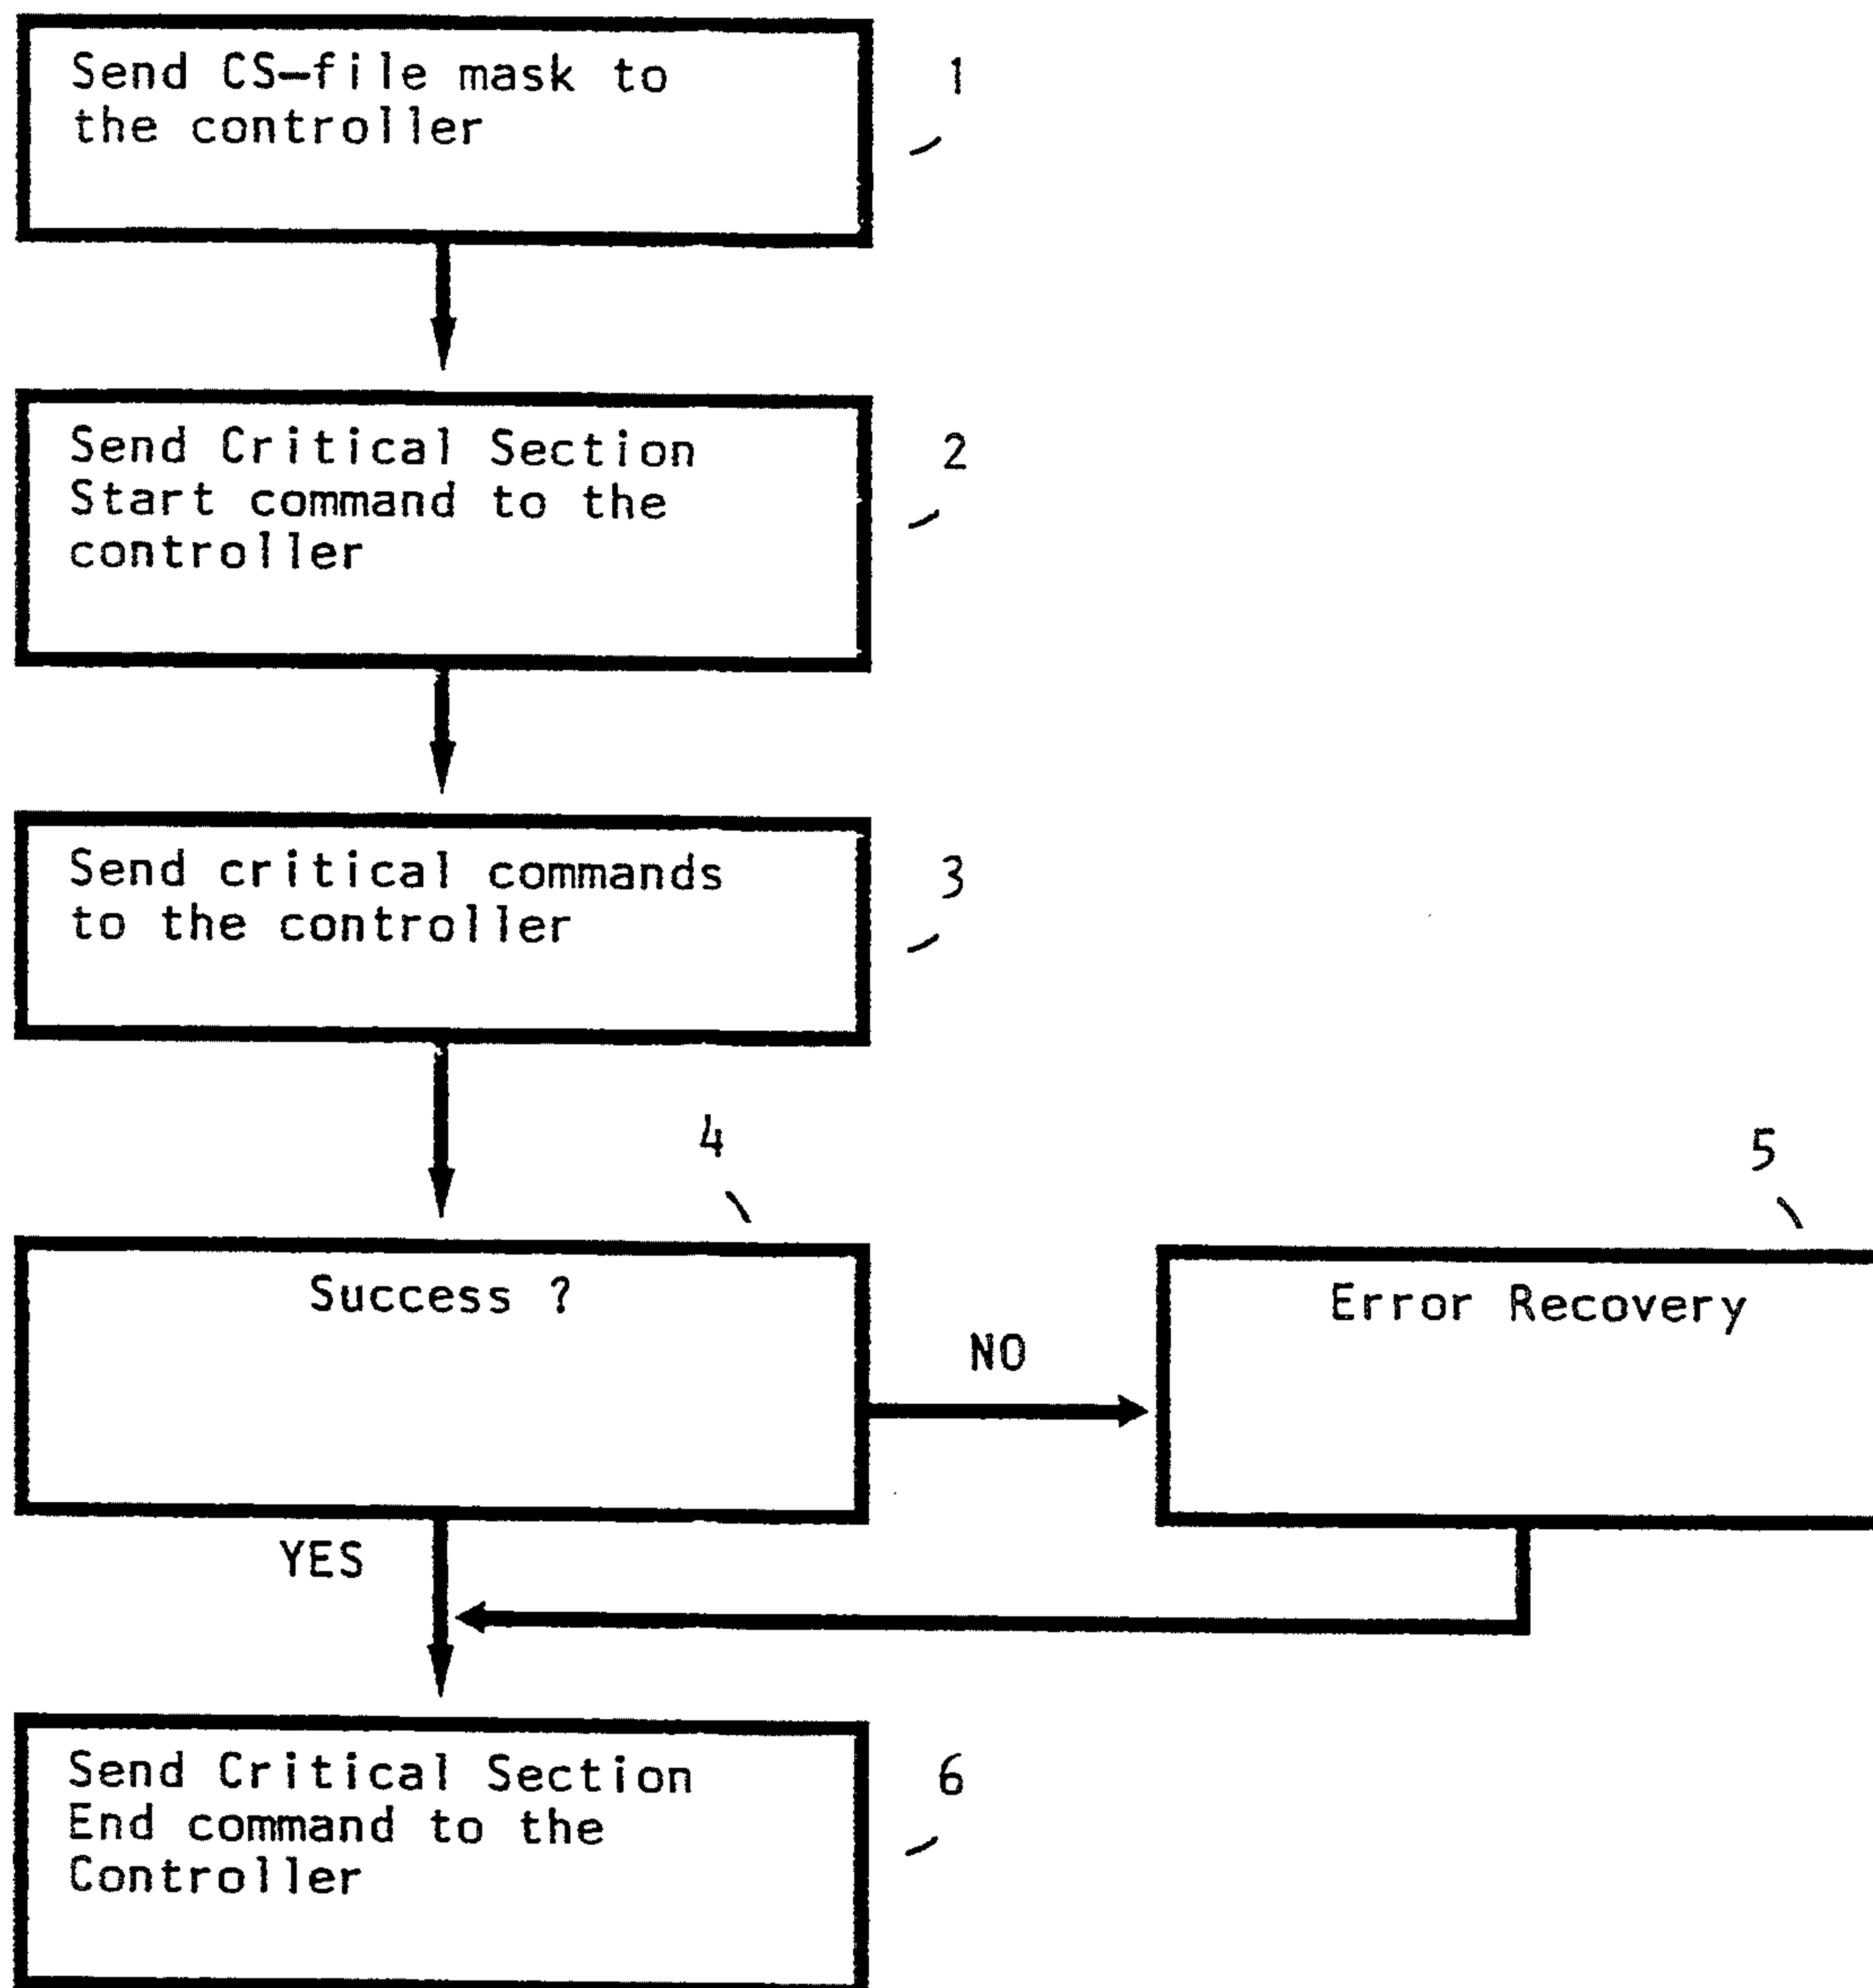 Send CS-file mask to
the controller
1
Send Critical Section
Start command to the
controller
2
Send critical commands
to the controller
3
4
Success ?
NO
5
Error Recovery
YES
Send Critical Section
End command to the
Controller
6